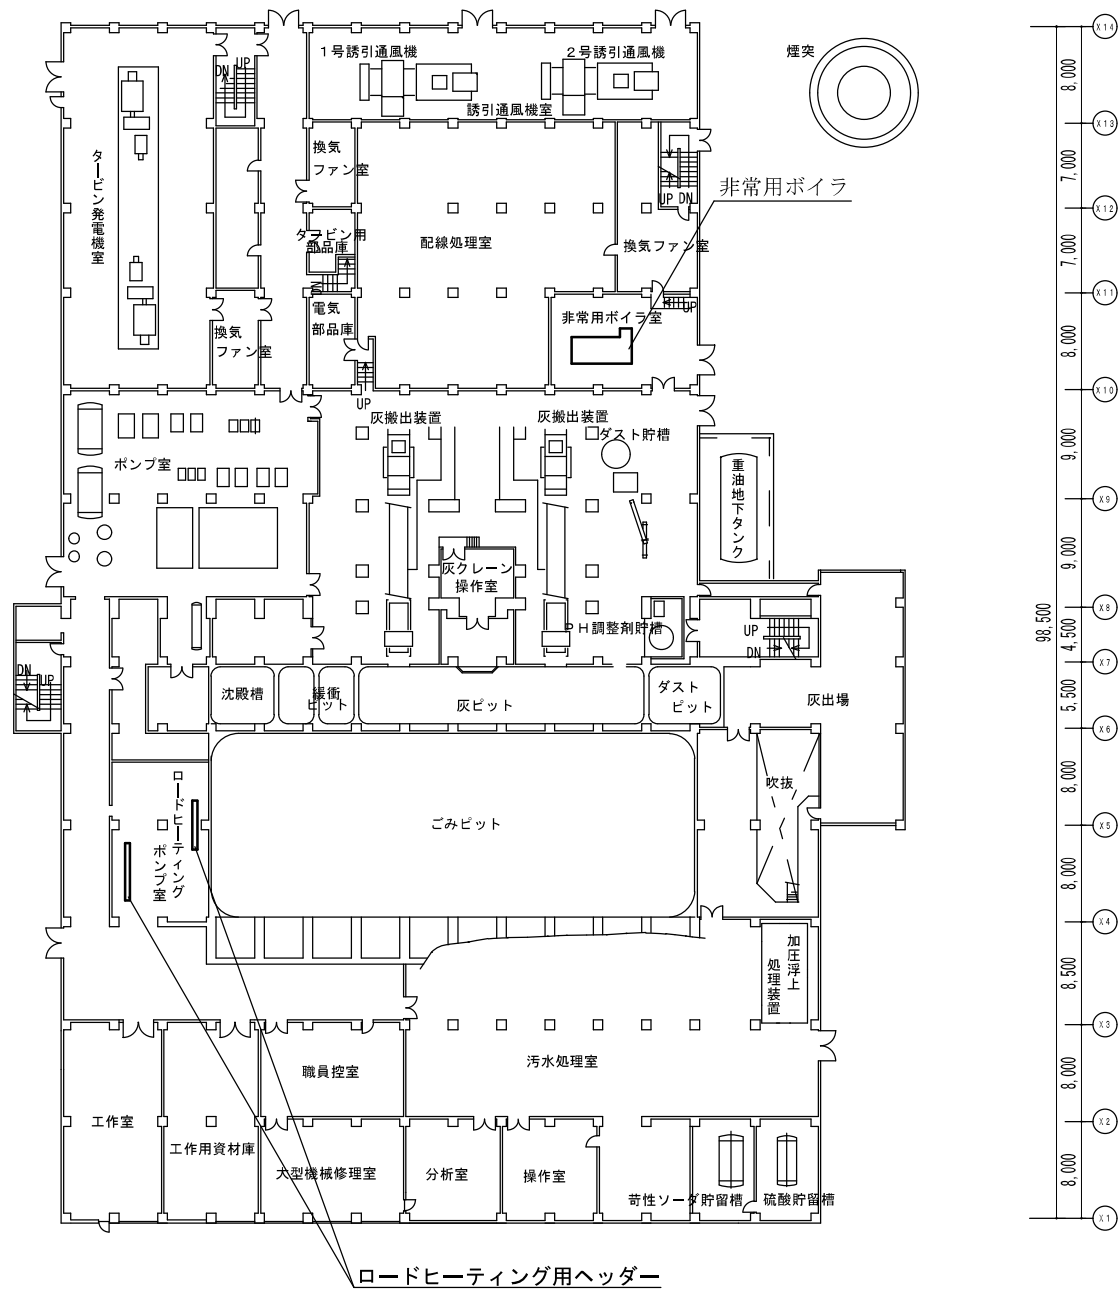 X14
1号誘引通風機
2号誘引通風機
煙突
DN
UP
誘引通風機室
8,000
X13
換気
ファン室
タービン発電機室
7,000
UP
DN
非常用ボイラ
X12
タービン用
部品庫
配線処理室
換気ファン室
7,000
DN
X11
電気
部品庫
非常用ボイラ室
UP
換気
ファン室
8,000
X10
UP
灰搬出装置
灰搬出装置
ダスト貯槽
ポンプ室
重油地下タンク
9,000
X9
9,000
灰クレーン
操作室
X8
98,500
PH調整剤貯槽
UP
DN
4,500
X7
DN
UP
沈殿槽
緩衝
ピット
灰ピット
ダスト
ピット
灰出場
5,500
X6
吹抜
8,000
ロードヒーティング
ポンプ室
ごみピット
X5
8,000
X4
加圧浮上
処理装置
8,500
X3
職員控室
汚水処理室
8,000
工作室
X2
工作用資材庫
大型機械修理室
分析室
操作室
苛性ソーダ貯留槽
硫酸貯留槽
8,000
X1
ロードヒーティング用ヘッダー